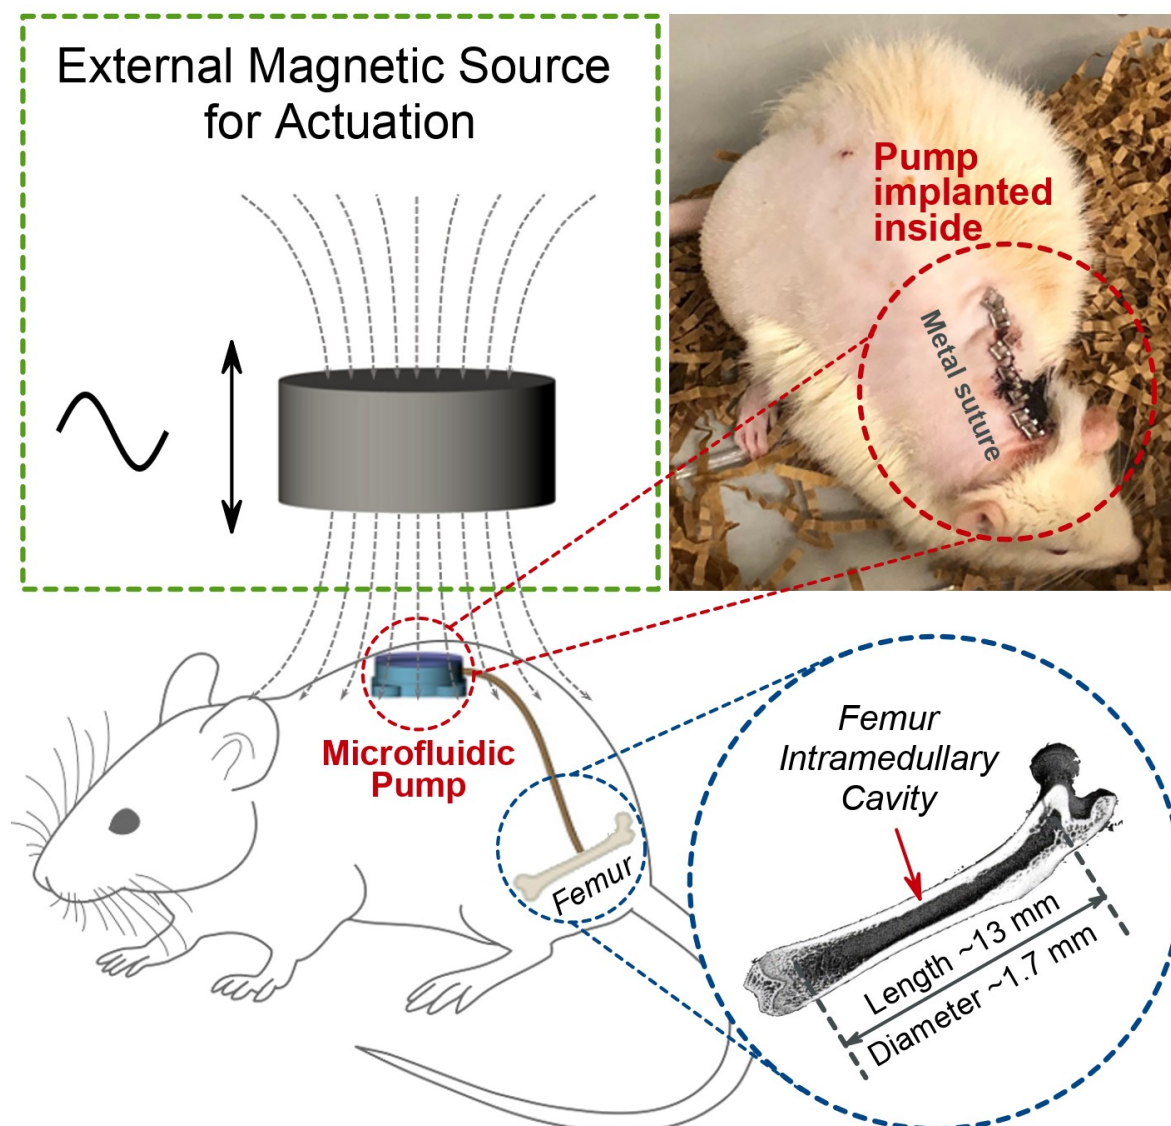 External Magnetic Source
for Actuation
Pump
implanted
inside
Metal suture
Microfluidic
Pump
Femur
Femur
Intramedullary
Cavity
Length ~13 mm
Diameter ~1.7 mm